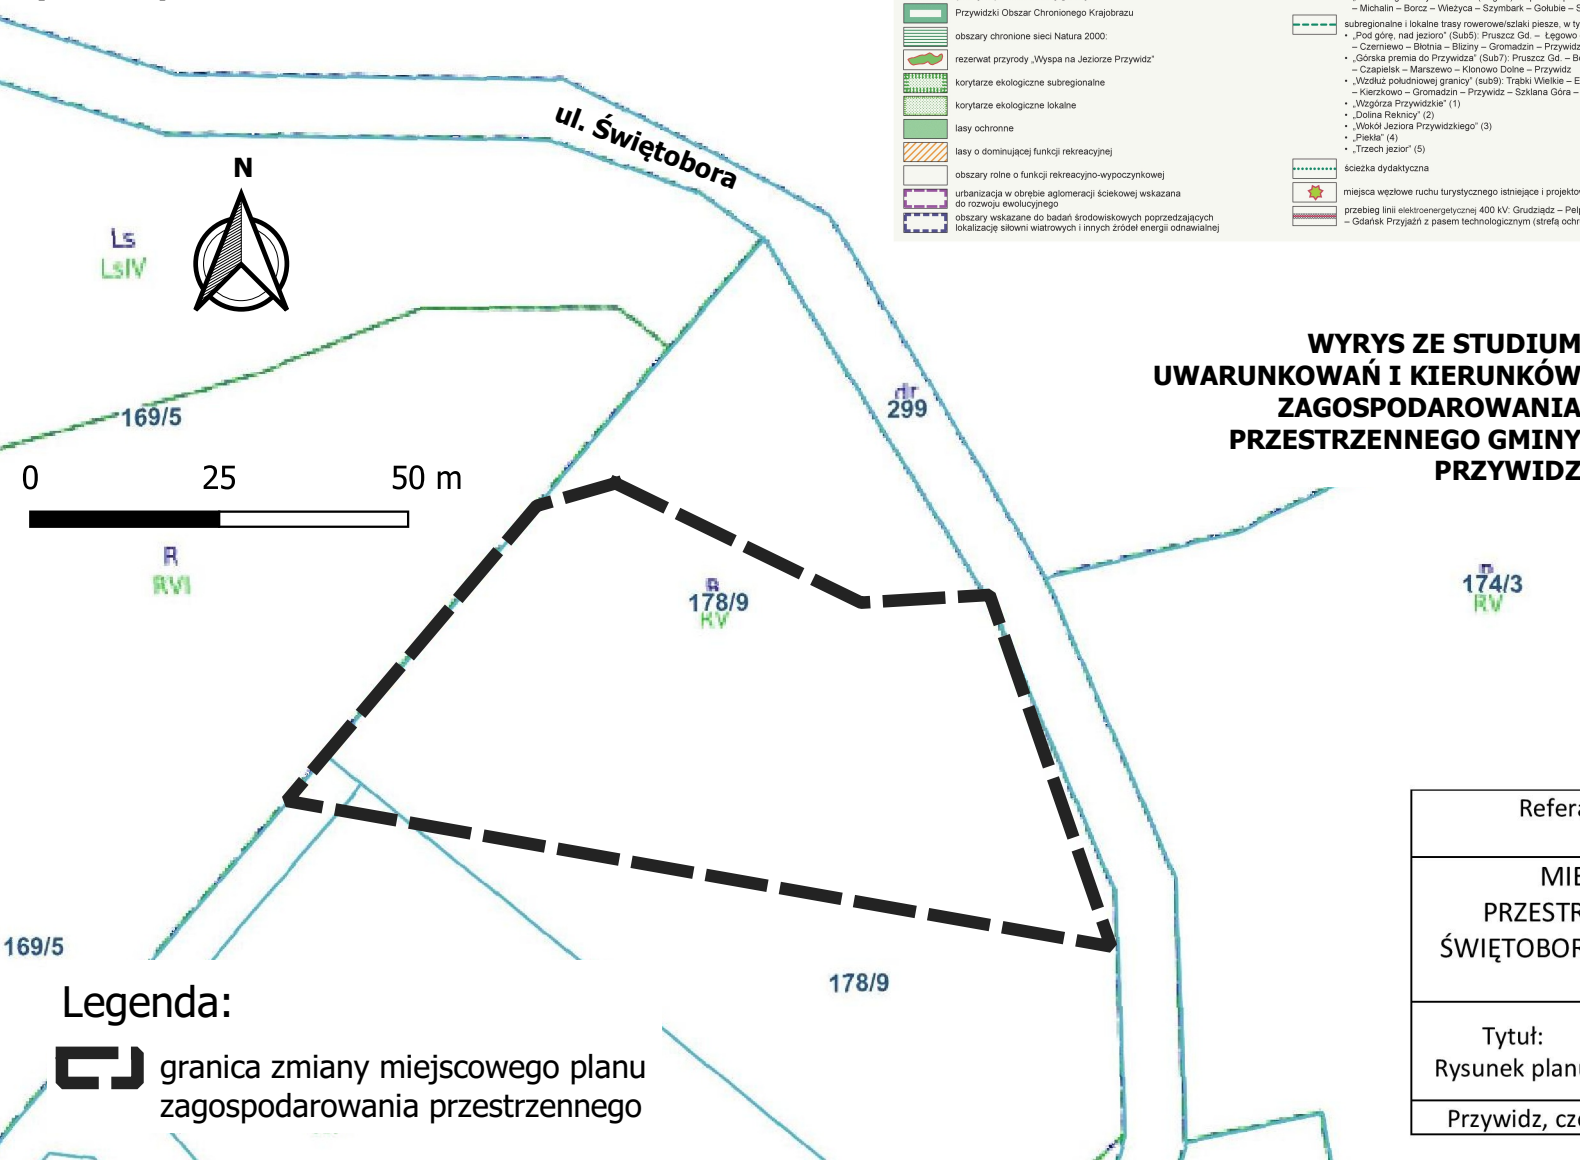 Przywidzki Obszar Chronionego Krajobrazu
obszary chronione sieci Natura 2000:
rezerwat przyrody „Wyspa na Jeziorze Przywidz"
korytarze ekologiczne subregionalne
korytarze ekologiczne lokalne
lasy ochronne
lasy o dominującej funkcji rekreacyjnej
obszary rolne o funkcji rekreacyjno-wypoczynkowej
urbanizacja w obrębie aglomeracji ściekowej wskazana
do rozwoju ewolucyjnego
obszary wskazane do badań środowiskowych poprzedzających
lokalizację siłowni wiatrowych i innych źródeł energii odnawialnej
– Michalin – Borcz – Wieżyca – Szymbark – Gołubie – S
subregionalne i lokalne trasy rowerowe/szlaki piesze, w ty
• „Pod górę, nad jezioro" (Sub5): Pruszcz Gd. – Łęgowo
– Czerniewo – Błotnia – Bliziny – Gromadzin – Przywidz
• „Górska premia do Przywidza" (Sub7): Pruszcz Gd. – Bo
– Czapielsk – Marszewo – Klonowo Dolne – Przywidz
• „Wzdłuż południowej granicy" (sub9): Trąbki Wielkie – E
– Kierzkowo – Gromadzin – Przywidz – Szklana Góra –
• „Wzgórza Przywidzkie" (1)
• „Dolina Reknicy" (2)
• „Wokół Jeziora Przywidzkiego" (3)
• „Piekła" (4)
• „Trzech jezior" (5)
ścieżka dydaktyczna
miejsca węzłowe ruchu turystycznego istniejące i projekto
przebieg linii elektroenergetycznej 400 kV: Grudziądz – Pelp
– Gdańsk Przyjaźń z pasem technologicznym (strefą ochr
ul. Świętobora
N
Ls
LsIV
WYRYS ZE STUDIUM
UWARUNKOWAŃ I KIERUNKÓW
ZAGOSPODAROWANIA
PRZESTRZENNEGO GMINY
PRZYWIDZ
dr
299
169/5
0 25 50 m
R
RVI
R
178/9
RV
174/3
RV
169/5
178/9
Legenda:
granica zmiany miejscowego planu
zagospodarowania przestrzennego
Refera
MIE
PRZESTR
ŚWIĘTOBOR
Tytuł:
Rysunek planu
Przywidz, cze